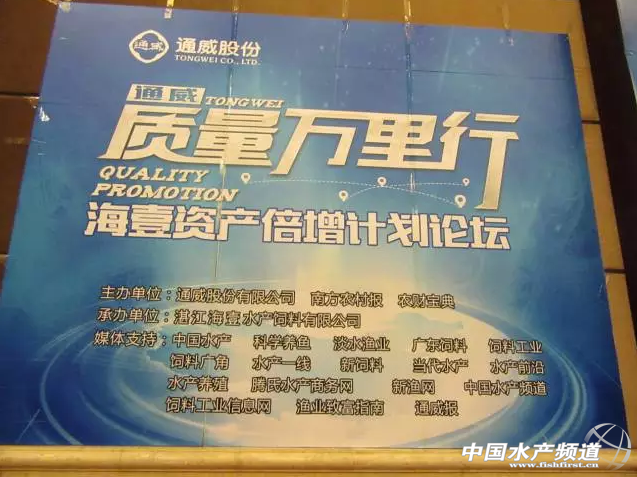 通威 通威股份
TONGWEI CO., LTD.
通威 TONGWEI
质量万里行
QUALITY
PROMOTION
海壹资产倍增计划论坛
主办单位：通威股份有限公司 南方农村报 农财宝典
承办单位：湛江海壹水产饲料有限公司
媒体支持：中国水产 科学养鱼 淡水渔业 广东饲料 饲料工业
饲料广角 水产一线 新饲料 当代水产 水产前沿
水产养殖 腾氏水产商务网 新渔网 中国水产频道
饲料工业信息网 渔业致富指南 通威报
中国水产频道
www.fishfirst.cn